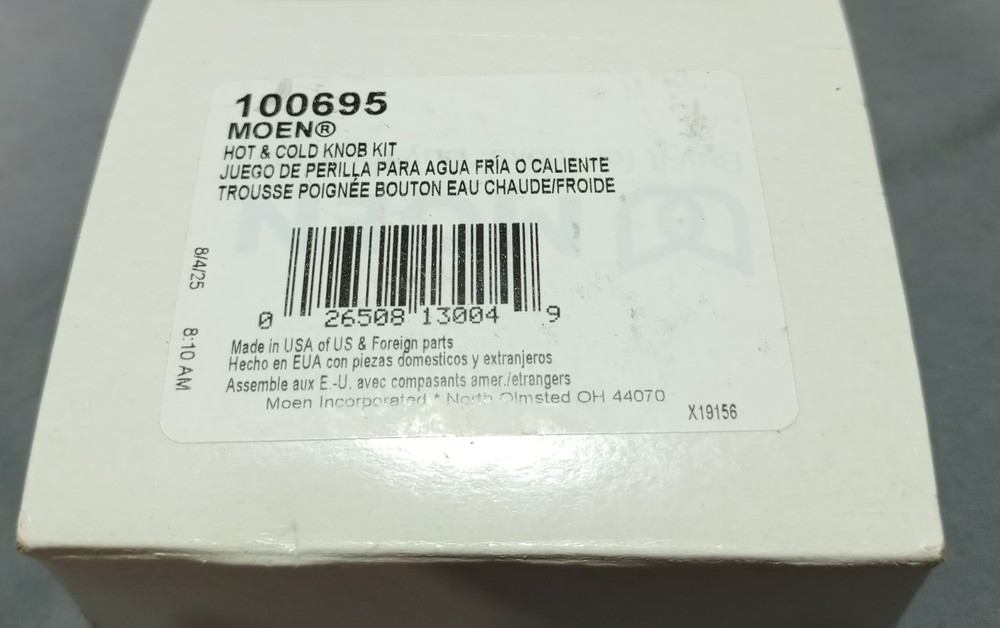 100695
MOEN®
HOT & COLD KNOB KIT
JUEGO DE PERILLA PARA AGUA FRÍA O CALIENTE
TROUSSE POIGNÉE BOUTON EAU CHAUDE/FROIDE
8/4/25 8:10 AM
0 26508 13004 9
Made in USA of US & Foreign parts
Hecho en EUA con piezas domesticos y extranjeros
Assemble aux E.-U. avec compasants amer./etrangers
Moen Incorporated * North Olmsted OH 44070
X19156
MOEN